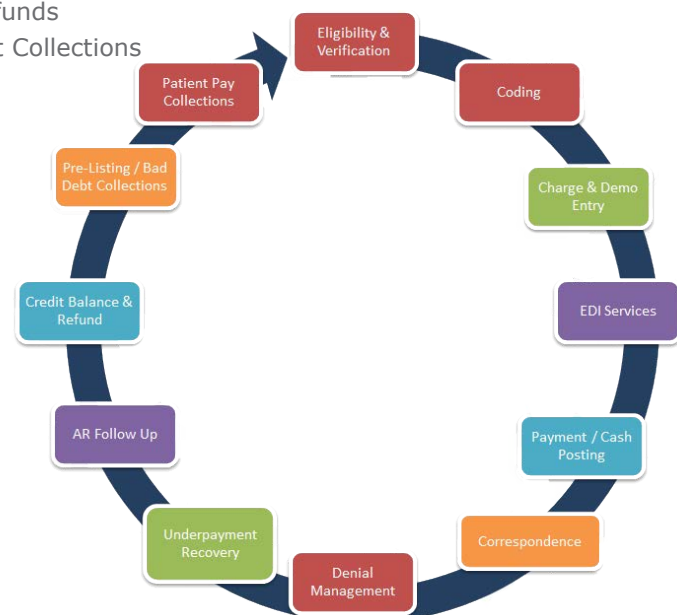 funds
t Collections
Eligibility &
Verification
Coding
Charge & Demo
Entry
EDI Services
Payment / Cash
Posting
Correspondence
Denial
Management
Underpayment
Recovery
AR Follow Up
Credit Balance &
Refund
Pre-Listing / Bad
Debt Collections
Patient Pay
Collections